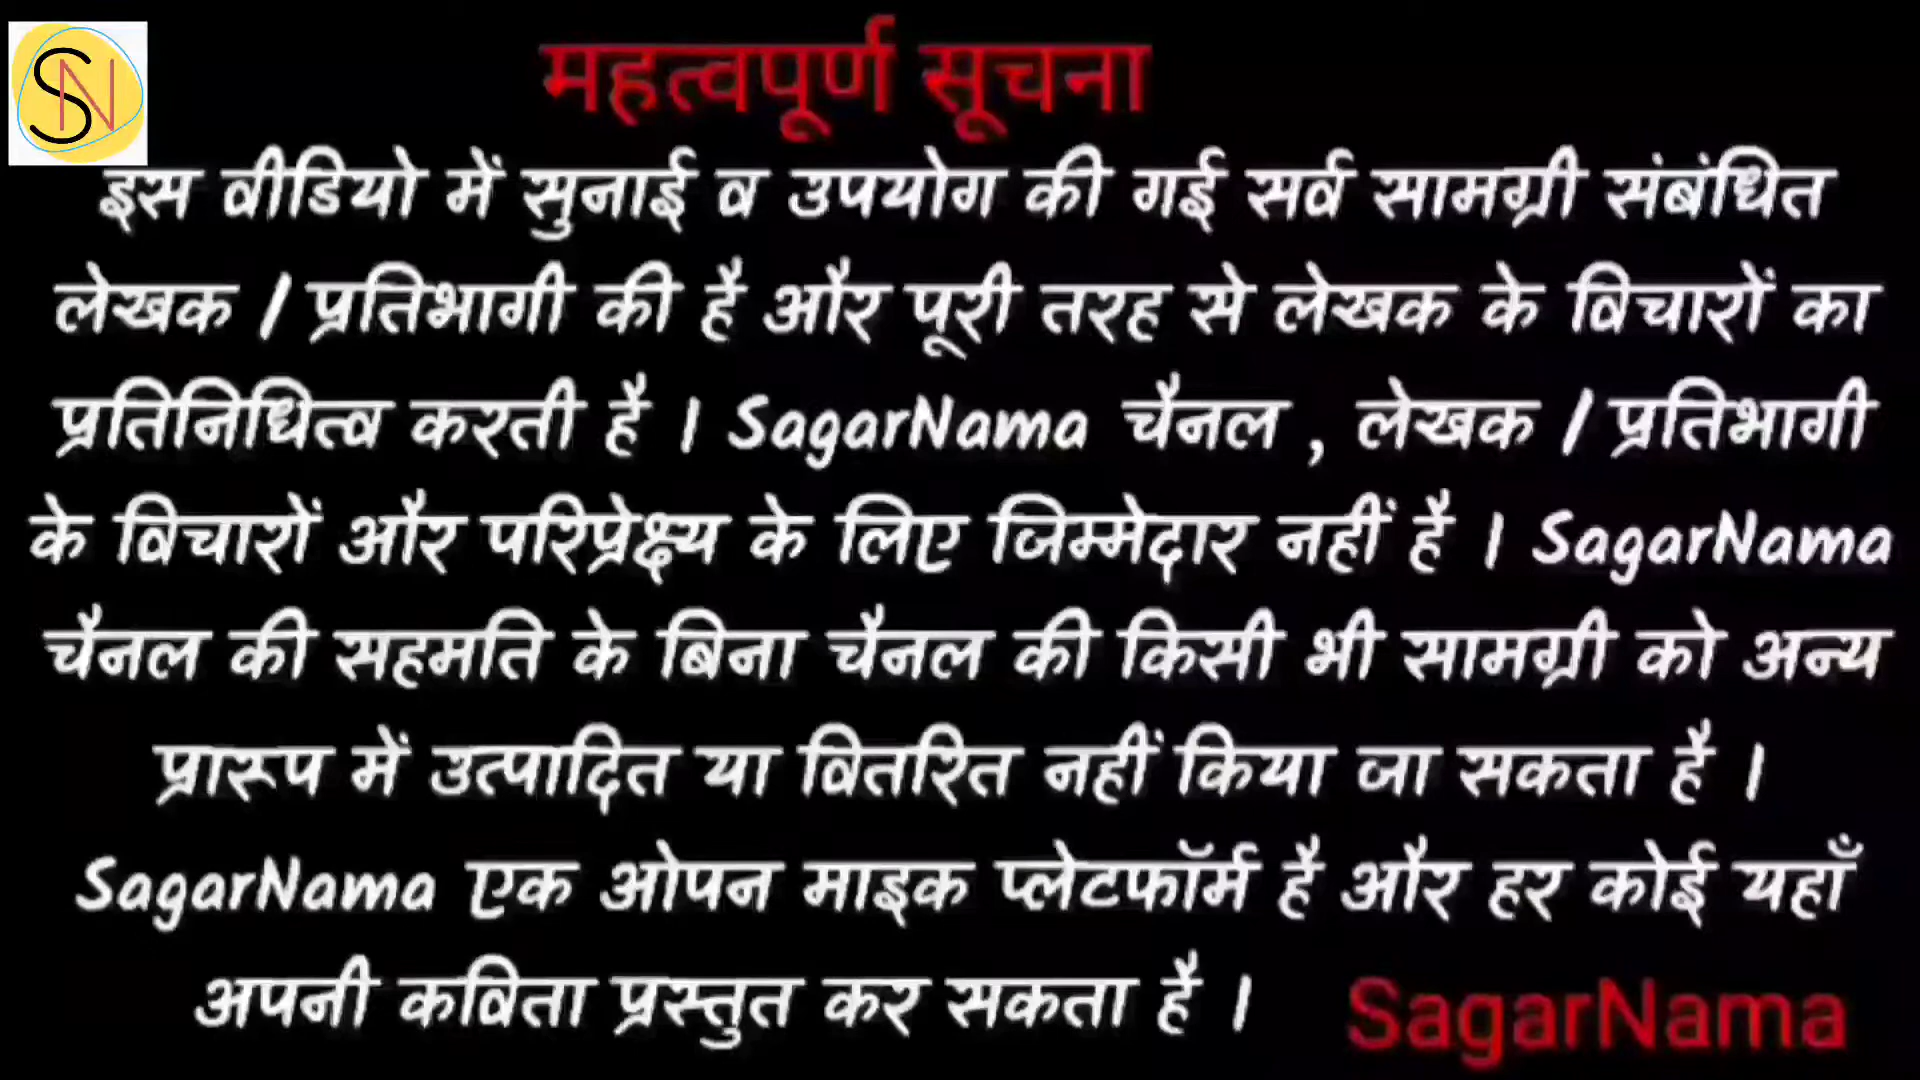 SN
महत्वपूर्ण सूचना
इस वीडियो में सुनाई व उपयोग की गई सर्व सामग्री संबंधित
लेखक / प्रतिभागी की है और पूरी तरह से लेखक के विचारों का
प्रतिनिधित्व करती है । SagarNama चैनल , लेखक / प्रतिभागी
के विचारों और परिप्रेक्ष्य के लिए जिम्मेदार नहीं है । SagarNama
चैनल की सहमति के बिना चैनल की किसी भी सामग्री को अन्य
प्रारूप में उत्पादित या वितरित नहीं किया जा सकता है ।
SagarNama एक ओपन माइक प्लेटफॉर्म है और हर कोई यहाँ
अपनी कविता प्रस्तुत कर सकता है ।
SagarNama